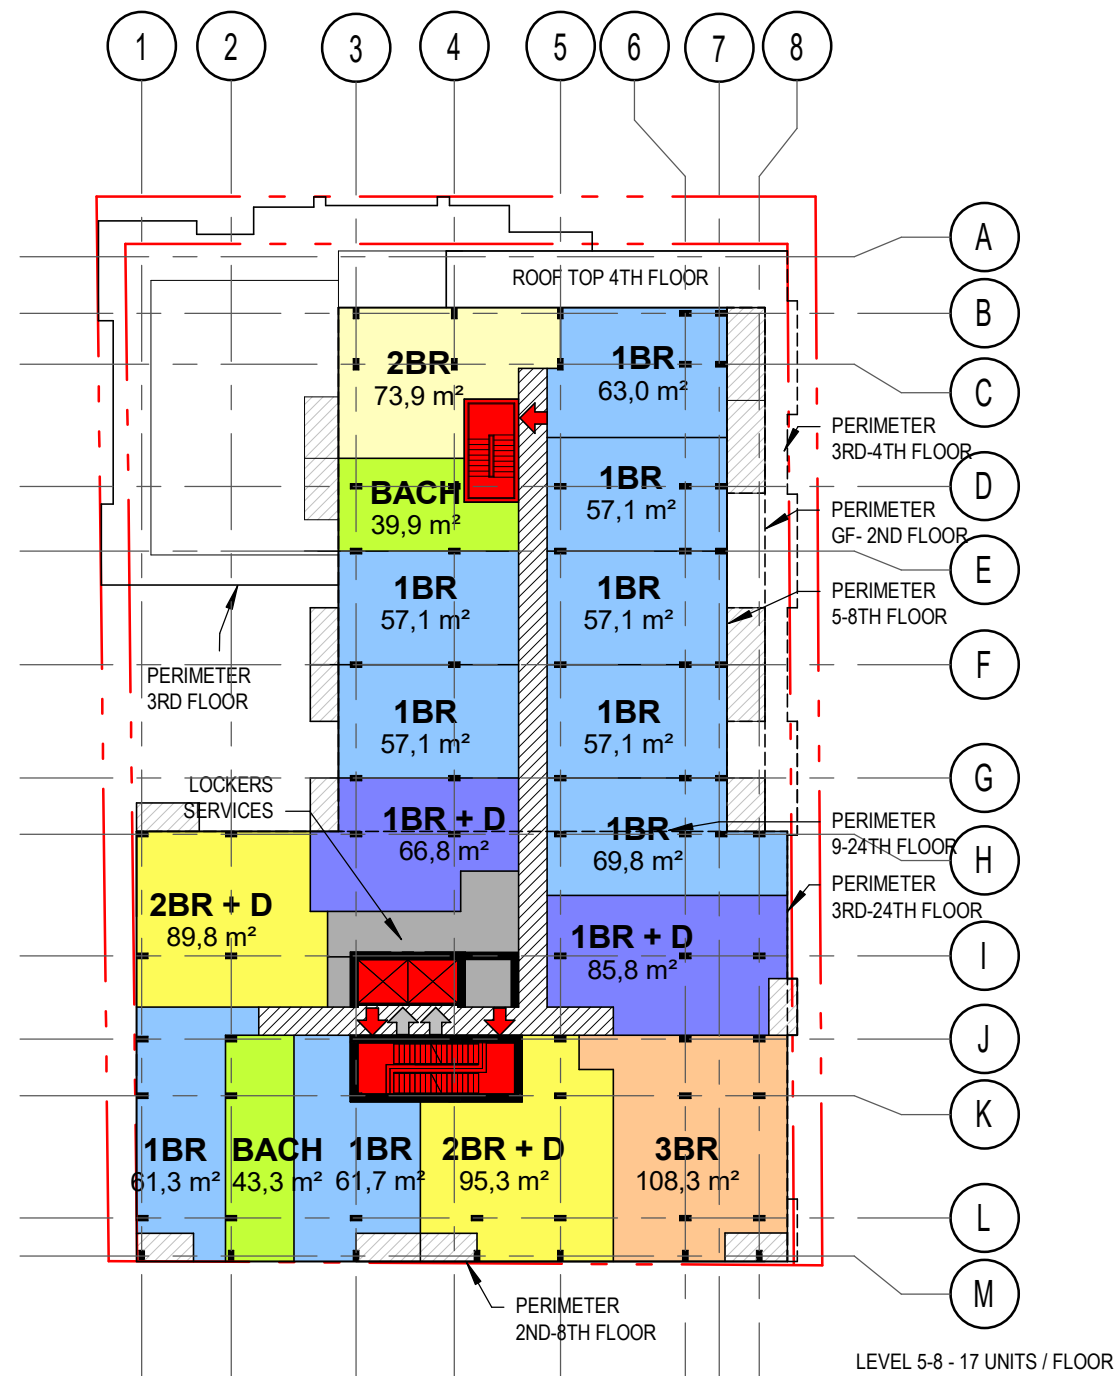 1 2 3 4 5 6 7 8
A
ROOF TOP 4TH FLOOR
B
2BR
73,9 m²
1BR
63,0 m²
C
PERIMETER
3RD-4TH FLOOR
BACH
39,9 m²
1BR
57,1 m²
D
PERIMETER
GF- 2ND FLOOR
E
1BR
57,1 m²
1BR
57,1 m²
PERIMETER
5-8TH FLOOR
F
PERIMETER
3RD FLOOR
1BR
57,1 m²
1BR
57,1 m²
G
LOCKERS
SERVICES
1BR + D
66,8 m²
1BR
69,8 m²
PERIMETER
9-24TH FLOOR
H
PERIMETER
3RD-24TH FLOOR
2BR + D
89,8 m²
1BR + D
85,8 m²
I
J
K
1BR
61,3 m²
BACH
43,3 m²
1BR
61,7 m²
2BR + D
95,3 m²
3BR
108,3 m²
L
M
PERIMETER
2ND-8TH FLOOR
LEVEL 5-8 - 17 UNITS / FLOOR